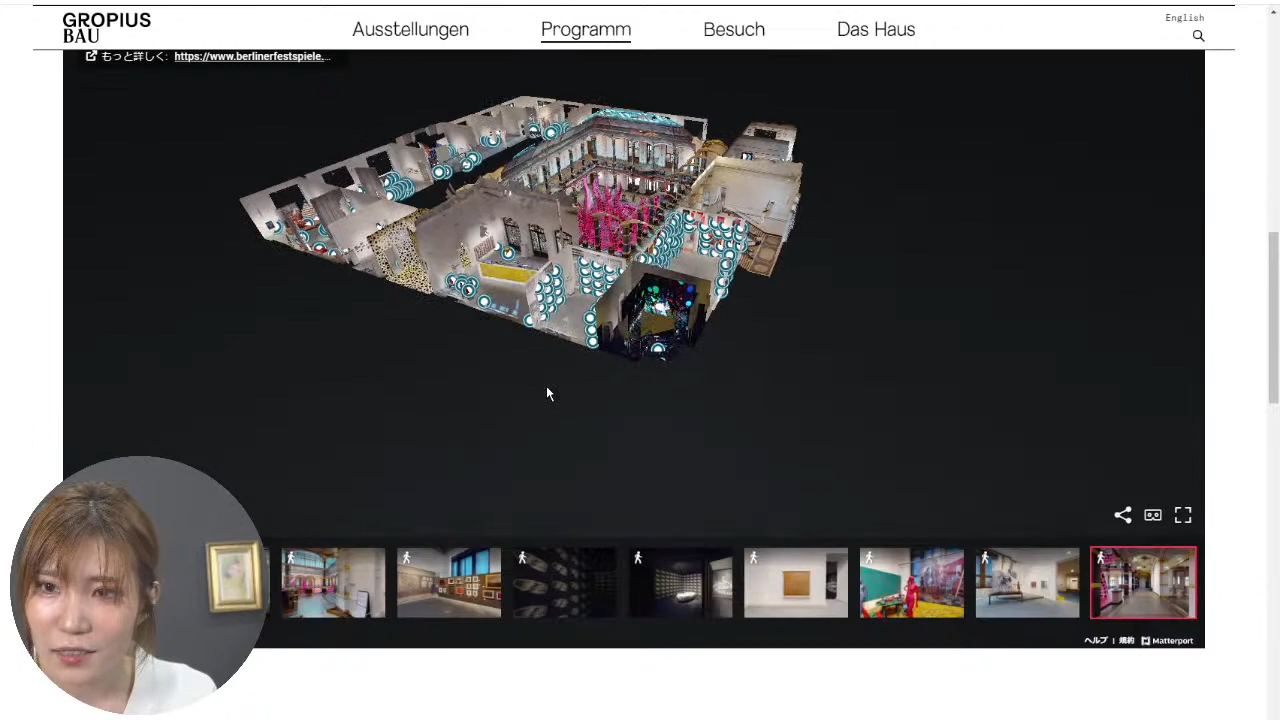 GROPIUS
BAU
Ausstellungen
Programm
Besuch
Das Haus
English
もっと詳しく: https://www.berlinerfestspiele....
ヘルプ | 規約 Matterport